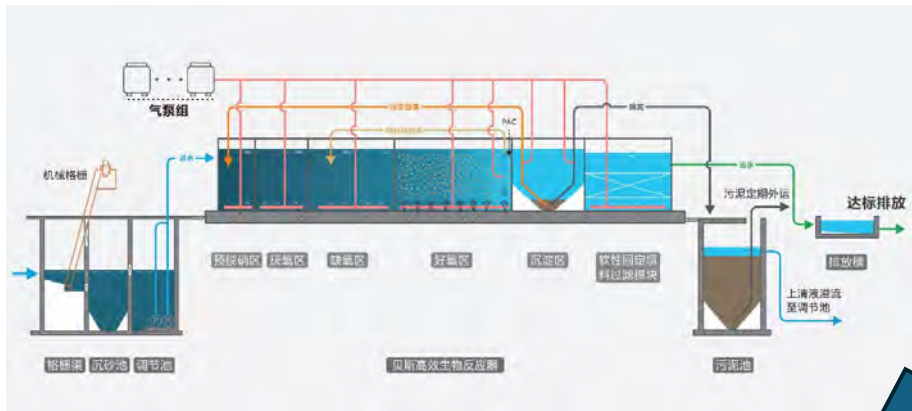 气泵组
污泥回流
排泥
PAC
进水
出水
机械格栅
污泥定期外运
达标排放
预脱硝区
厌氧区
缺氧区
好氧区
沉淀区
软性固定填
料过滤模块
排放槽
上清液溢流
至调节池
格栅渠
沉砂池
调节池
贝斯高效生物反应器
污泥池